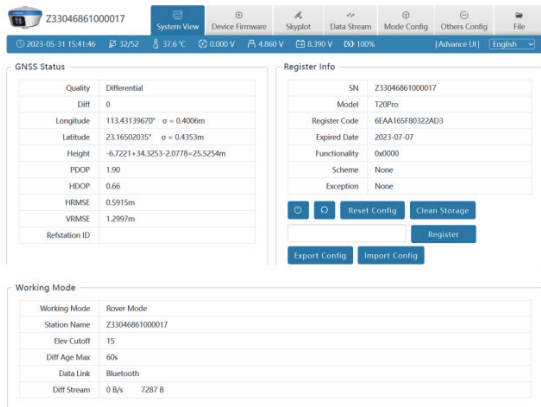 Z33046861000017
System View
Device Firmware
Skyplot
Data Stream
Mode Config
Others Config
File
2023-05-31 15:41:46 32/52 37.6 ℃ 0.000 V 4.860 V 8.390 V 100% [Advance UI] English
GNSS Status
Quality Differential
Diff 0
Longitude 113.43139670° σ = 0.4006m
Latitude 23.16502035° σ = 0.4353m
Height -6.7221+34.3253-2.0778=25.5254m
PDOP 1.90
HDOP 0.66
HRMSE 0.5915m
VRMSE 1.2997m
Refstation ID
Register Info
SN Z33046861000017
Model T20Pro
Register Code 6EAA165F80322AD3
Expired Date 2023-07-07
Functionality 0x0000
Scheme None
Exception None
Reset Config Clean Storage
Register
Export Config Import Config
Working Mode
Working Mode Rover Mode
Station Name Z33046861000017
Elev Cutoff 15
Diff Age Max 60s
Data Link Bluetooth
Diff Stream 0 B/s 7287 B